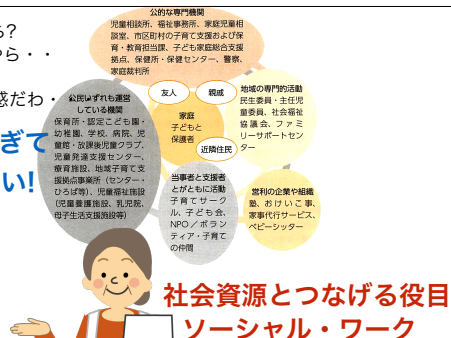 ら?
やら・・
惑だわ・
ぎて
い!
公的な専門機関
児童相談所、福祉事務所、家庭児童相
談室、市区町村の子育て支援および保
育・教育担当課、子ども家庭総合支援
拠点、保健所・保健センター、警察、
家庭裁判所
公民いずれも運営
している機関
保育所・認定こども園・
幼稚園、学校、病院、児
童館・放課後児童クラブ、
児童発達支援センター、
療育施設、地域子育て支
援拠点事業所(センター・
ひろば等)、児童福祉施設
(児童養護施設、乳児院、
母子生活支援施設等)
友人
親戚
家庭
子どもと
保護者
近隣住民
地域の専門的活動
民生委員・主任児
童委員、社会福祉
協議会、ファミ
リーサポートセン
ター
当事者と支援者
とがともに活動
子育てサーク
ル、子ども会、
NPO/ボラン
ティア・子育て
の仲間
営利の企業や組織
塾、おけいこ事、
家事代行サービス、
ベビーシッター
社会資源とつなげる役目
ソーシャル・ワーク